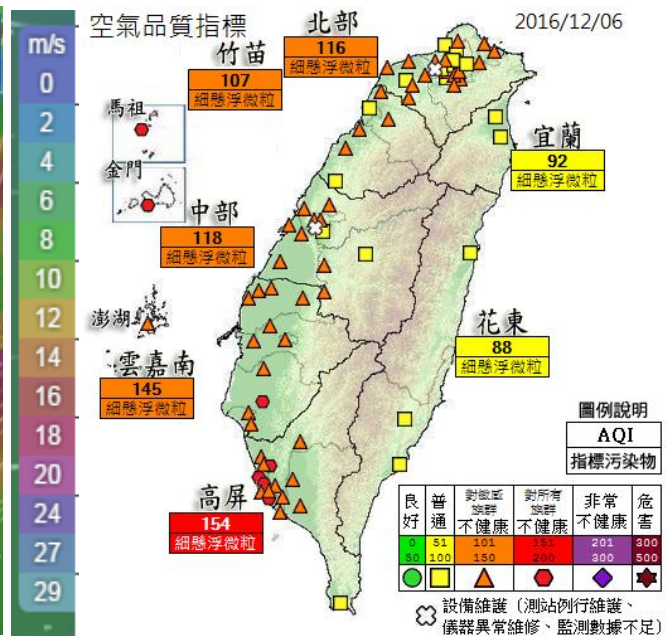 m/s
0
2
4
6
8
10
12
14
16
18
20
24
27
29
空氣品質指標
2016/12/06
北部
116
細懸浮微粒
竹苗
107
細懸浮微粒
馬祖
金門
宜蘭
92
細懸浮微粒
中部
118
細懸浮微粒
澎湖
花東
88
細懸浮微粒
雲嘉南
145
細懸浮微粒
高屏
154
細懸浮微粒
圖例說明
AQI
指標污染物
良好
0
50
普通
51
100
對敏感
族群
不健康
101
150
對所有
族群
不健康
151
200
非常
不健康
201
300
危害
300
500
設備維護（測站例行維護、
儀器異常維修、監測數據不足）